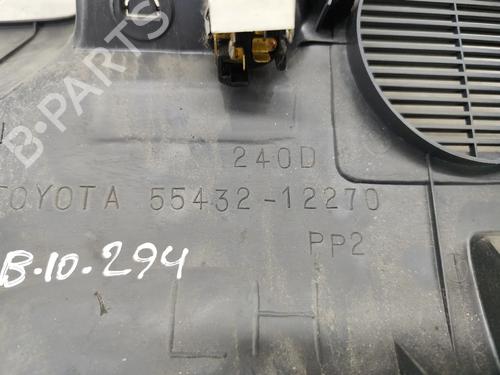 B-PARTS
240D
TOYOTA 55432-12270
B.10.294
PP2
LH